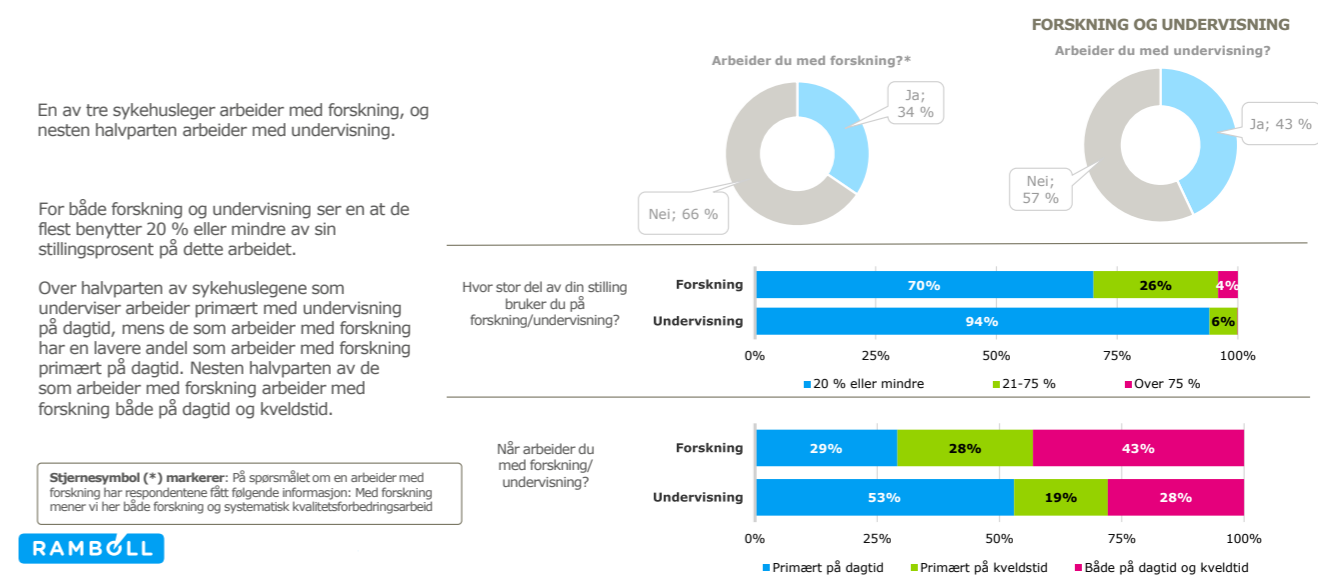 FORSKNING OG UNDERVISNING
Arbeider du med forskning?*
Arbeider du med undervisning?
Ja;
34 %
Nei; 66 %
Ja; 43 %
Nei;
57 %
En av tre sykehusleger arbeider med forskning, og
nesten halvparten arbeider med undervisning.
For både forskning og undervisning ser en at de
flest benytter 20 % eller mindre av sin
stillingsprosent på dette arbeidet.
Over halvparten av sykehuslegene som
underviser arbeider primært med undervisning
på dagtid, mens de som arbeider med forskning
har en lavere andel som arbeider med forskning
primært på dagtid. Nesten halvparten av de
som arbeider med forskning arbeider med
forskning både på dagtid og kveldstid.
Stjernesymbol (*) markerer: På spørsmålet om en arbeider med
forskning har respondentene fått følgende informasjon: Med forskning
mener vi her både forskning og systematisk kvalitetsforbedringsarbeid
RAMBOLL
Hvor stor del av din stilling
bruker du på
forskning/undervisning?
Forskning
70%
26%
4%
Undervisning
94%
6%
0%
25%
50%
75%
100%
20 % eller mindre
21-75 %
Over 75 %
Når arbeider du
med forskning/
undervisning?
Forskning
29%
28%
43%
Undervisning
53%
19%
28%
0%
25%
50%
75%
100%
Primært på dagtid
Primært på kveldstid
Både på dagtid og kveldtid